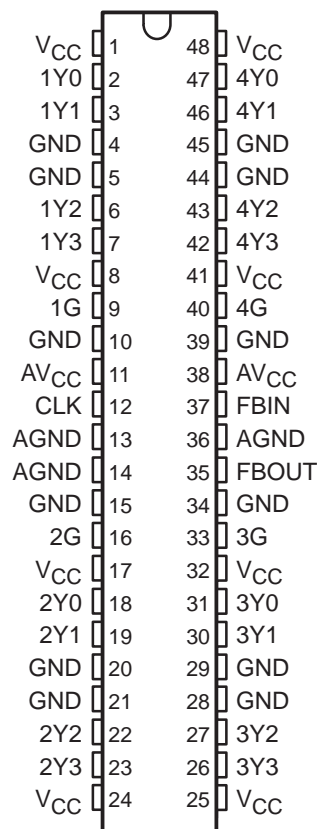 VCC 1 48 VCC
1Y0 2 47 4Y0
1Y1 3 46 4Y1
GND 4 45 GND
GND 5 44 GND
1Y2 6 43 4Y2
1Y3 7 42 4Y3
VCC 8 41 VCC
1G 9 40 4G
GND 10 39 GND
AVCC 11 38 AVCC
CLK 12 37 FBIN
AGND 13 36 AGND
AGND 14 35 FBOUT
GND 15 34 GND
2G 16 33 3G
VCC 17 32 VCC
2Y0 18 31 3Y0
2Y1 19 30 3Y1
GND 20 29 GND
GND 21 28 GND
2Y2 22 27 3Y2
2Y3 23 26 3Y3
VCC 24 25 VCC